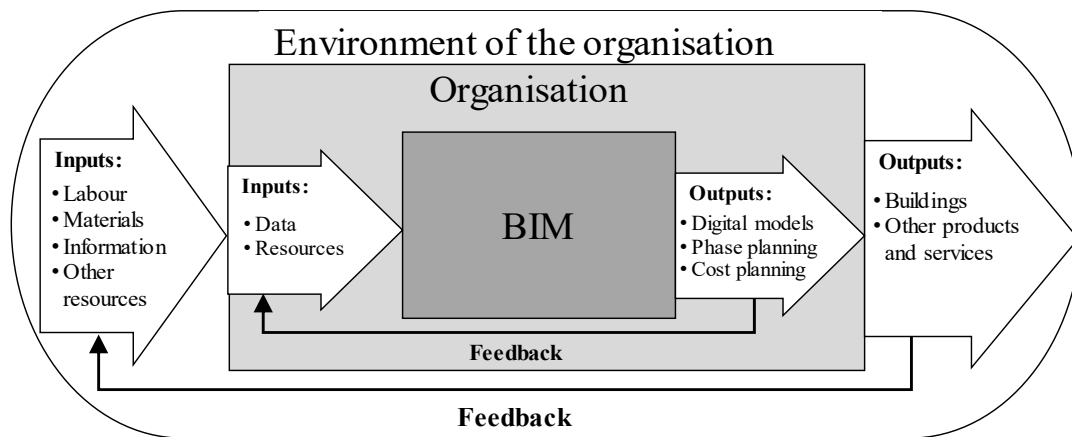 Environment of the organisation
Organisation
Inputs:
• Labour
• Materials
• Information
• Other
resources
Inputs:
• Data
• Resources
BIM
Outputs:
• Digital models
• Phase planning
• Cost planning
Outputs:
• Buildings
• Other products
and services
Feedback
Feedback